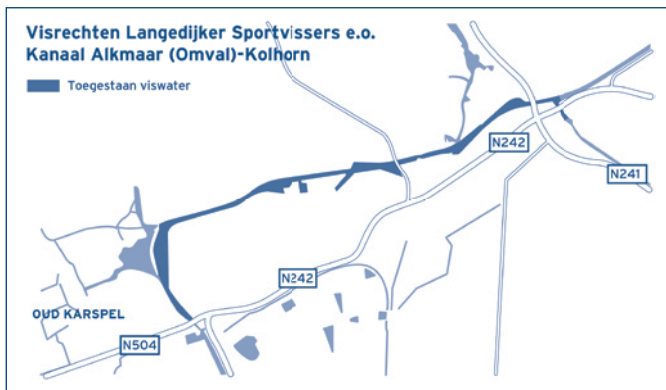 Visrechten Langedijker Sportvissers e.o.
Kanaal Alkmaar (Omval)-Kolhorn
Toegestaan viswater
N242
N241
N242
OUD KARSPEL
N504